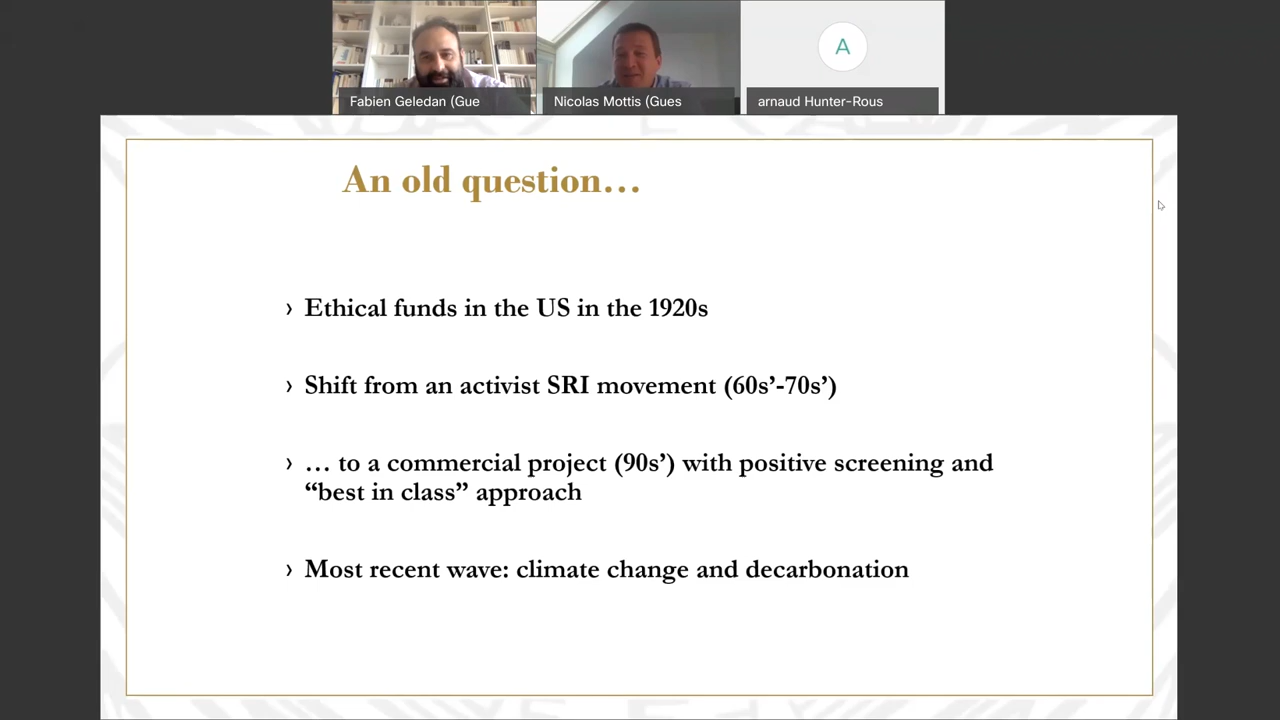 Fabien Geledan (Gue
Nicolas Mottis (Gues
A
arnaud Hunter-Rous
An old question…
› Ethical funds in the US in the 1920s
› Shift from an activist SRI movement (60s’-70s’)
› … to a commercial project (90s’) with positive screening and
“best in class” approach
› Most recent wave: climate change and decarbonation